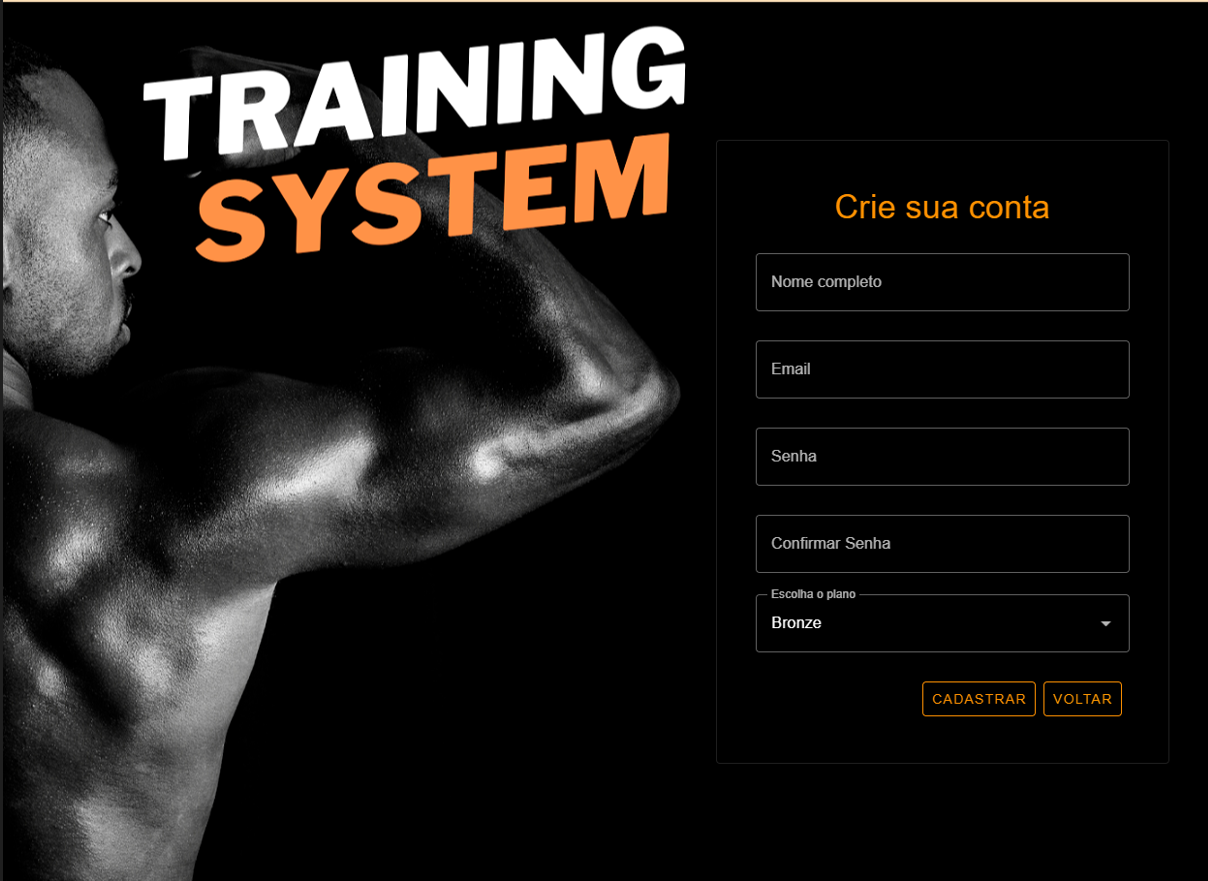 TRAINING
SYSTEM
Crie sua conta
Nome completo
Email
Senha
Confirmar Senha
Escolha o plano
Bronze
CADASTRAR
VOLTAR